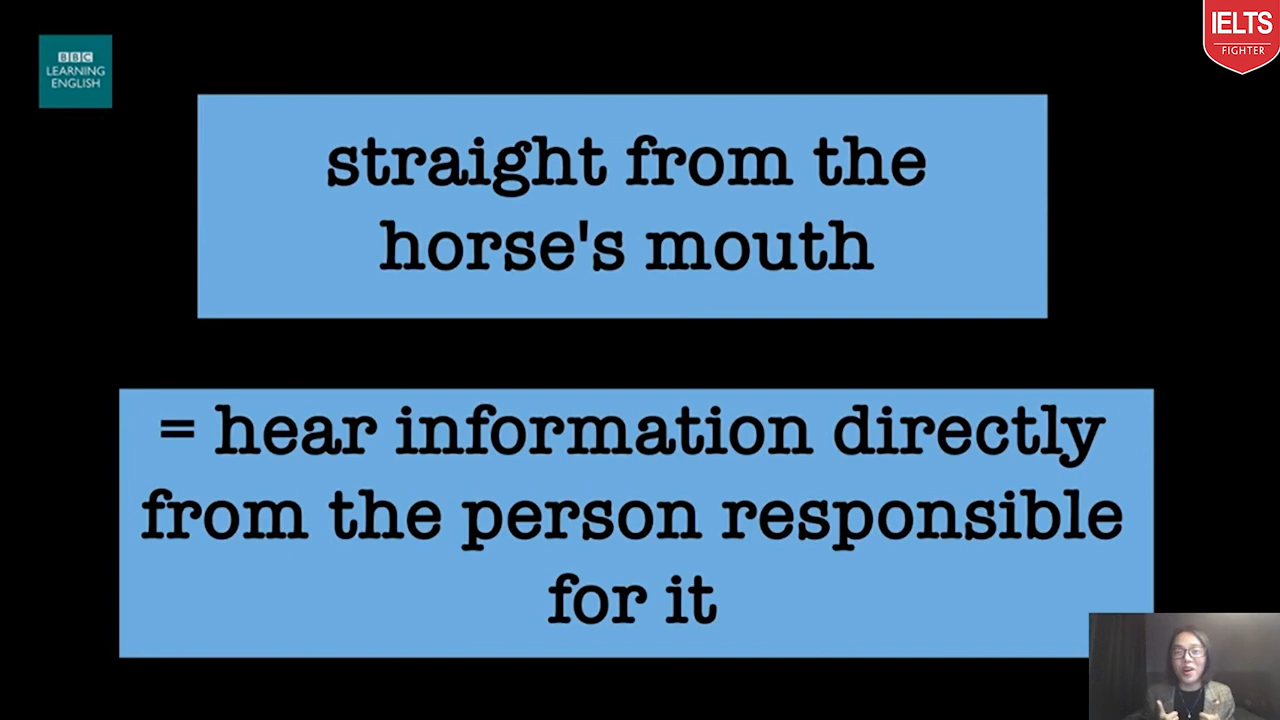 BBC
LEARNING
ENGLISH
IELTS
FIGHTER
straight from the
horse's mouth
= hear information directly
from the person responsible
for it